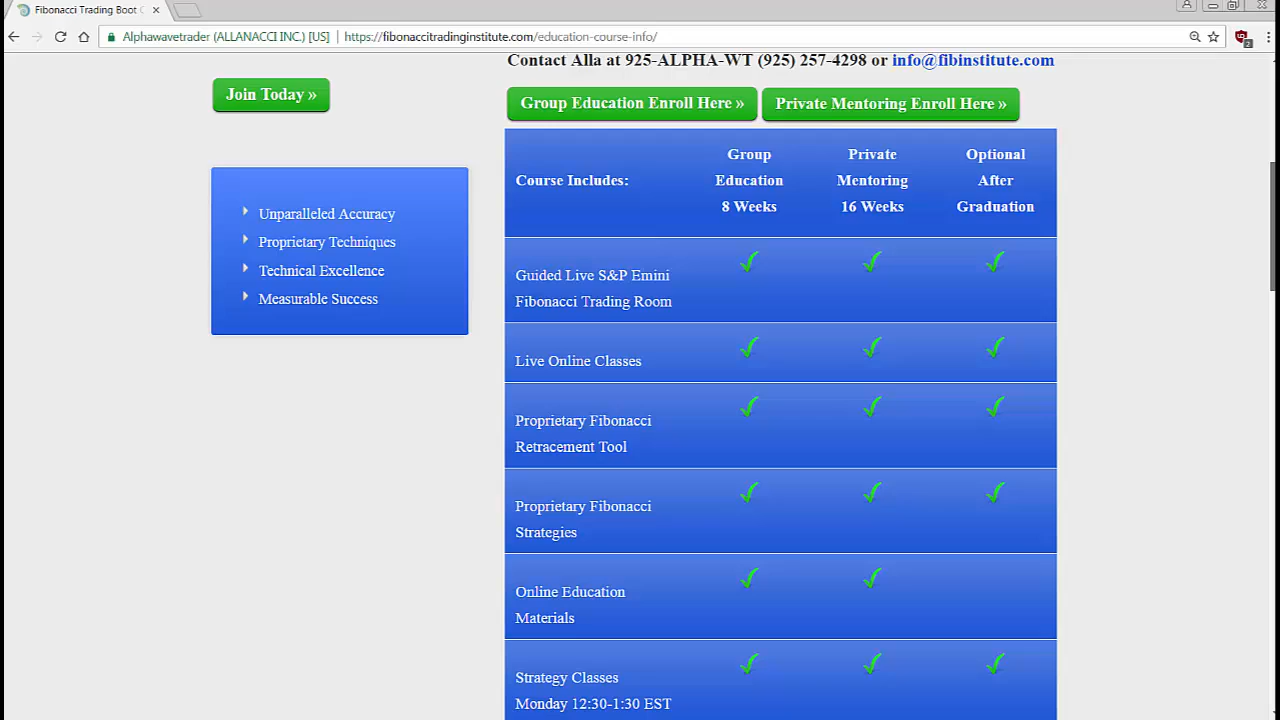 Fibonacci Trading Boot C
Alphawavetrader (ALLANACCI INC.) [US]
https://fibonaccitradinginstitute.com/education-course-info/
Contact Alla at 925-ALPHA-WT (925) 257-4298 or info@fibinstitute.com
Join Today »
Group Education Enroll Here »
Private Mentoring Enroll Here »
Unparalleled Accuracy
Proprietary Techniques
Technical Excellence
Measurable Success
Course Includes:
Group
Education
8 Weeks
Private
Mentoring
16 Weeks
Optional
After
Graduation
Guided Live S&P Emini
Fibonacci Trading Room
Live Online Classes
Proprietary Fibonacci
Retracement Tool
Proprietary Fibonacci
Strategies
Online Education
Materials
Strategy Classes
Monday 12:30-1:30 EST